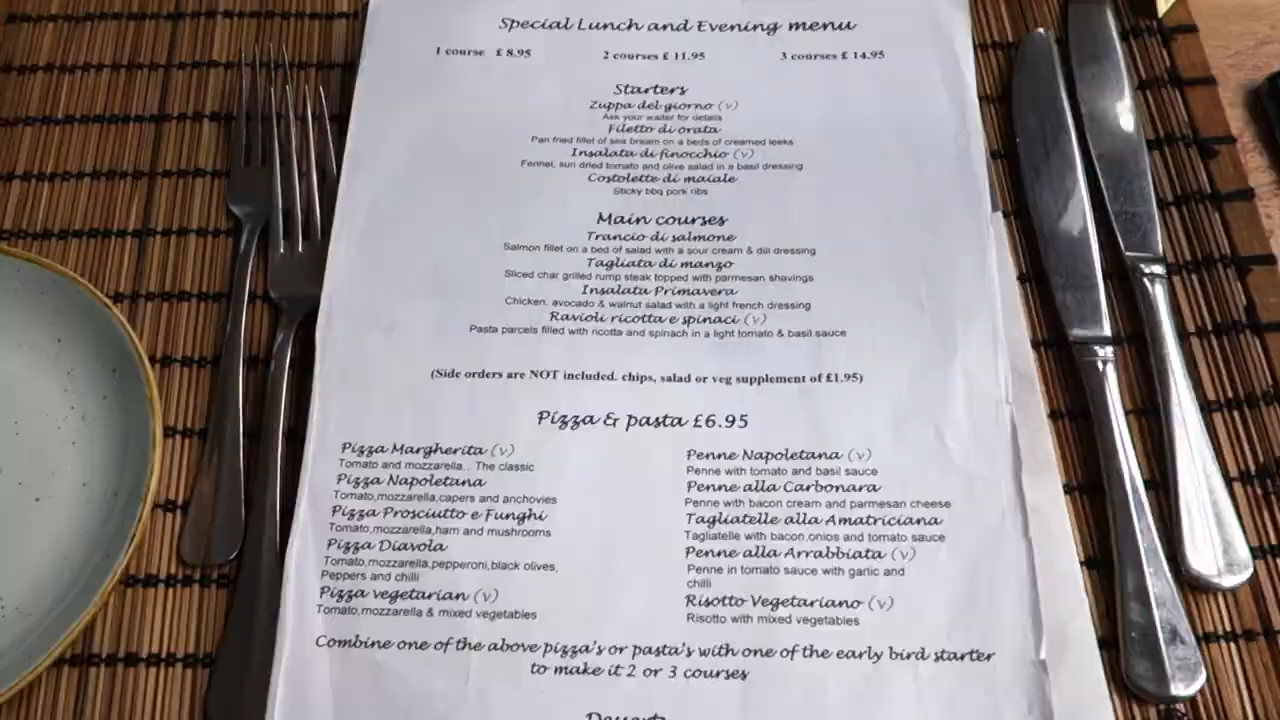 Special Lunch and Evening menu
1 course £ 8.95 2 courses £ 11.95 3 courses £ 14.95
Starters
Zuppa del giorno (v)
Ask your waiter for details
Filetto di orata
Pan fried fillet of sea bream on a beds of creamed leeks
Insalata di finocchio (v)
Fennel, sun dried tomato and olive salad in a basil dressing
Costolette di maiale
Sticky bbq pork ribs
Main courses
Trancio di salmone
Salmon fillet on a bed of salad with a sour cream & dill dressing
Tagliata di manzo
Sliced char grilled rump steak topped with parmesan shavings
Insalata Primavera
Chicken, avocado & walnut salad with a light french dressing
Ravioli ricotta e spinaci (v)
Pasta parcels filled with ricotta and spinach in a light tomato & basil sauce
(Side orders are NOT included. chips, salad or veg supplement of £1.95)
Pizza & pasta £6.95
Pizza Margherita (v)
Tomato and mozzarella... The classic
Pizza Napoletana
Tomato,mozzarella,capers and anchovies
Pizza Prosciutto e Funghi
Tomato,mozzarella,ham and mushrooms
Pizza Diavola
Tomato,mozzarella,pepperoni,black olives,
Peppers and chilli
Pizza vegetarian (v)
Tomato,mozzarella & mixed vegetables
Penne Napoletana (v)
Penne with tomato and basil sauce
Penne alla Carbonara
Penne with bacon cream and parmesan cheese
Tagliatelle alla Amatriciana
Tagliatelle with bacon,onios and tomato sauce
Penne alla Arrabbiata (v)
Penne in tomato sauce with garlic and
chilli
Risotto Vegetariano (v)
Risotto with mixed vegetables
Combine one of the above pizza's or pasta's with one of the early bird starter
to make it 2 or 3 courses